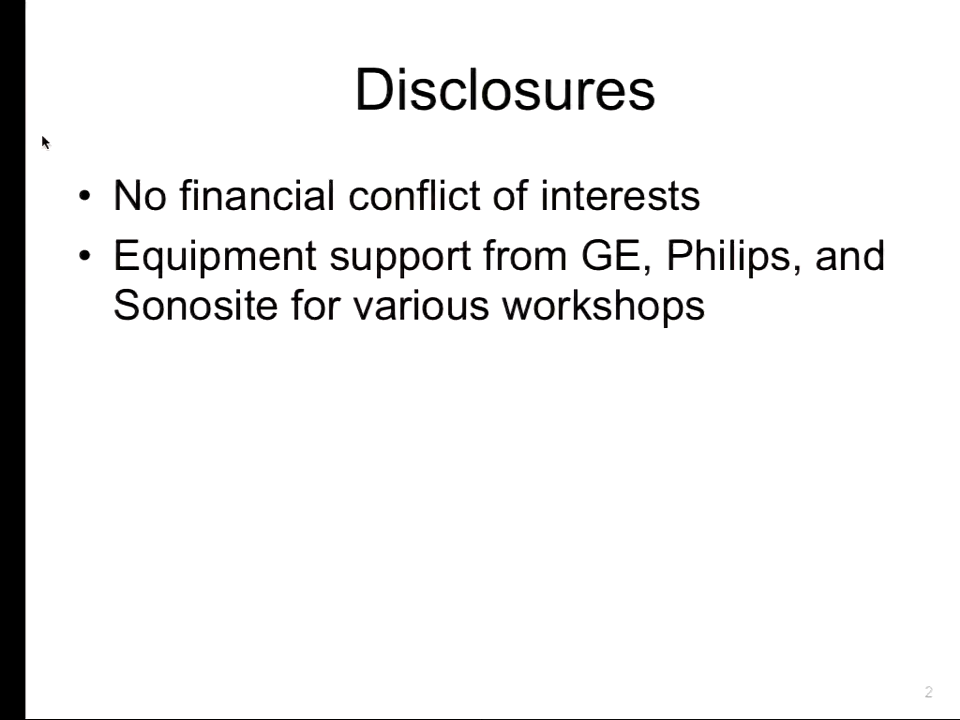 Disclosures
• No financial conflict of interests
• Equipment support from GE, Philips, and
Sonosite for various workshops
2